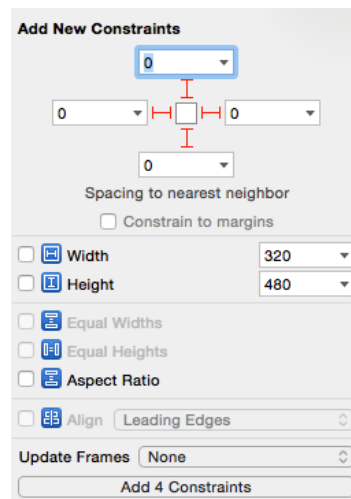 Add New Constraints
0
0
0
0
Spacing to nearest neighbor
Constrain to margins
Width 320
Height 480
Equal Widths
Equal Heights
Aspect Ratio
Align Leading Edges
Update Frames None
Add 4 Constraints